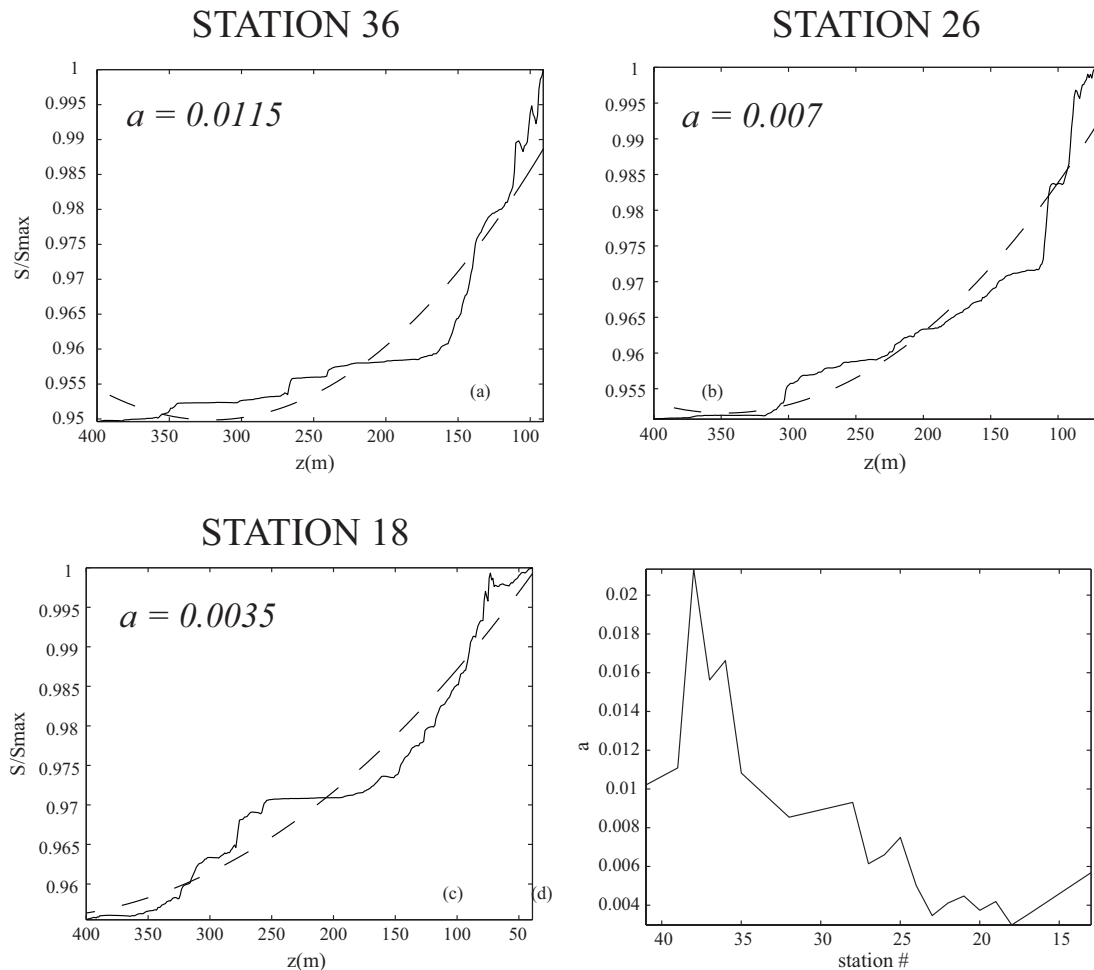 STATION 36
STATION 26
a = 0.0115
S/Smax
1
0.995
0.99
0.985
0.98
0.975
0.97
0.965
0.96
0.955
0.95
(a)
400 350 300 250 200 150 100
z(m)
a = 0.007
1
0.995
0.99
0.985
0.98
0.975
0.97
0.965
0.96
0.955
(b)
400 350 300 250 200 150 100
z(m)
STATION 18
a = 0.0035
S/Smax
1
0.995
0.99
0.985
0.98
0.975
0.97
0.965
0.96
(c)
400 350 300 250 200 150 100 50
z(m)
(d)
a
0.02
0.018
0.016
0.014
0.012
0.01
0.008
0.006
0.004
40 35 30 25 20 15
station #